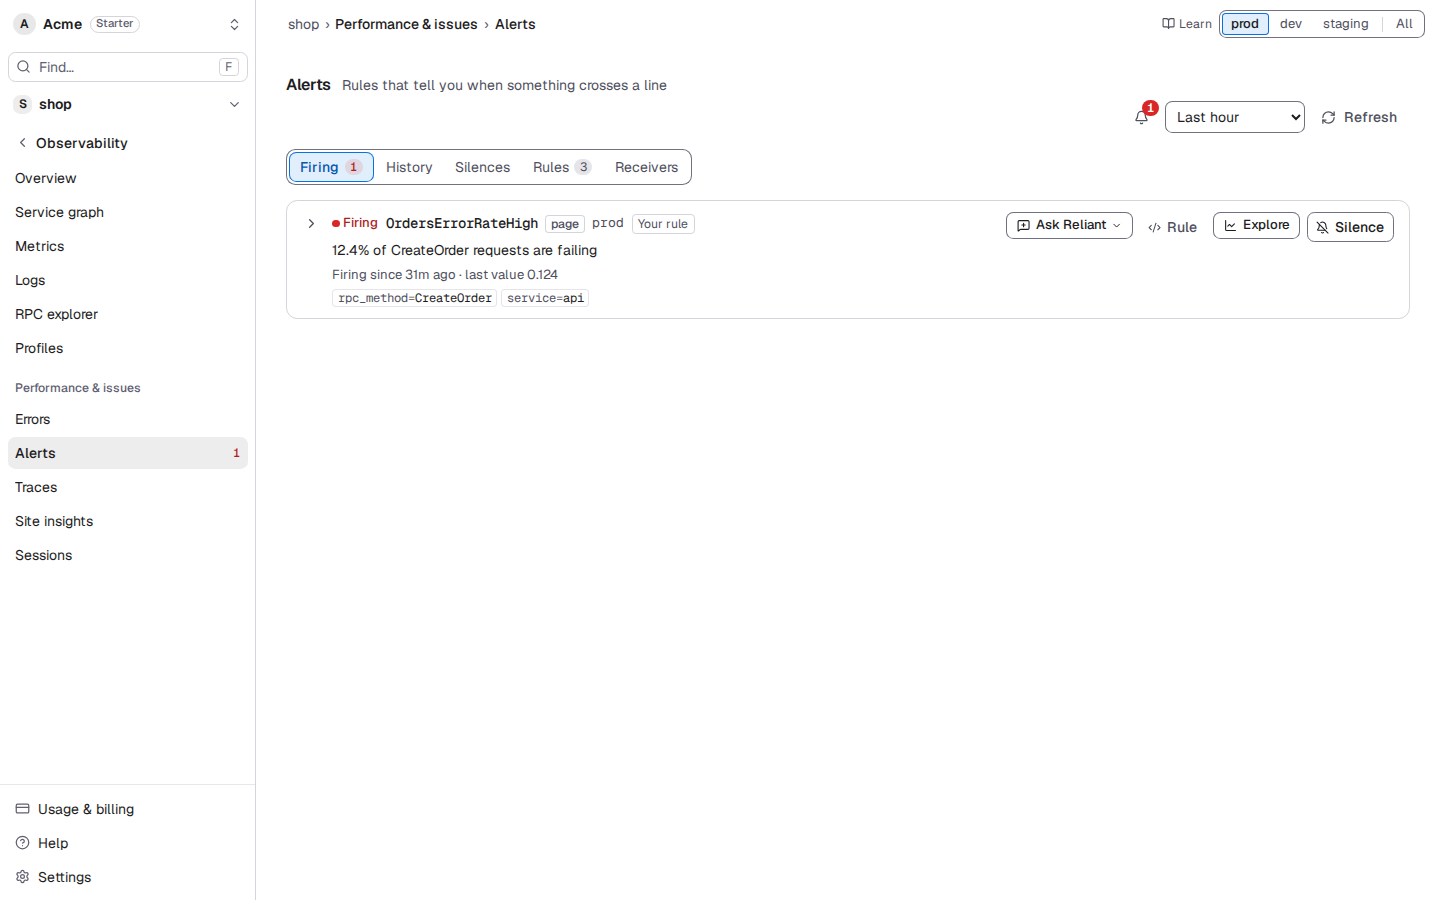 A Acme Starter
Find... F
S shop
Observability
Overview
Service graph
Metrics
Logs
RPC explorer
Profiles
Performance & issues
Errors
Alerts 1
Traces
Site insights
Sessions
Usage & billing
Help
Settings
shop › Performance & issues › Alerts
Learn prod dev staging All
Alerts Rules that tell you when something crosses a line
1 Last hour Refresh
Firing 1 History Silences Rules 3 Receivers
Firing OrdersErrorRateHigh page prod Your rule
Ask Reliant Rule Explore Silence
12.4% of CreateOrder requests are failing
Firing since 31m ago · last value 0.124
rpc_method=CreateOrder service=api